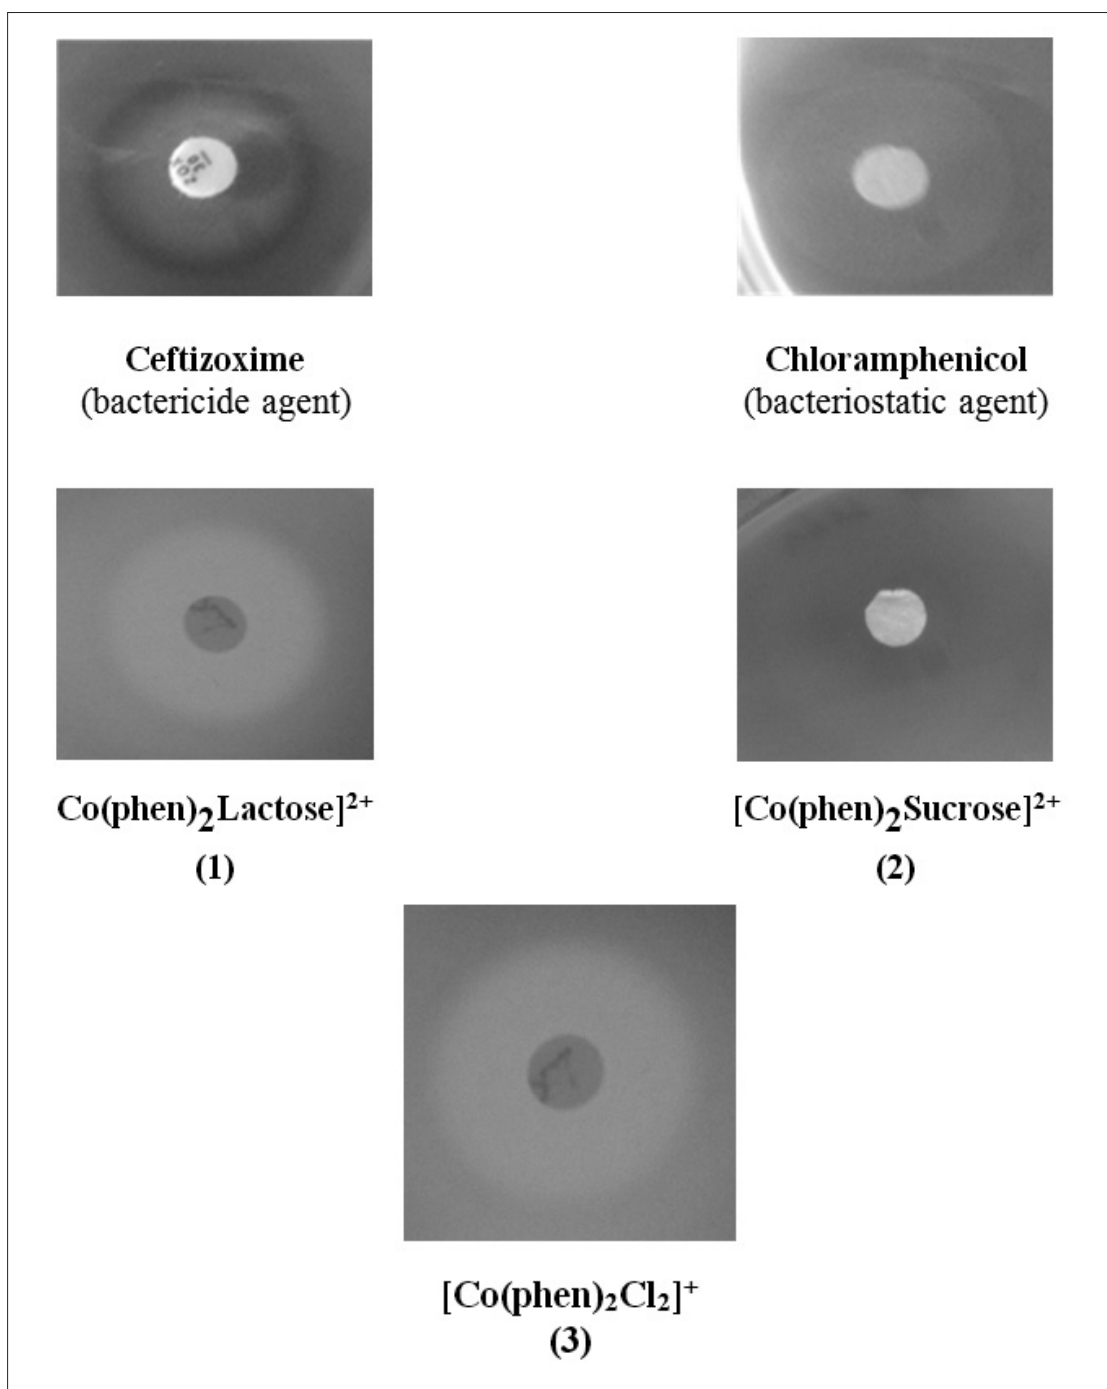 Ceftizoxime
(bactericide agent)
Chloramphenicol
(bacteriostatic agent)
Co(phen)₂Lactose]²⁺
(1)
[Co(phen)₂Sucrose]²⁺
(2)
[Co(phen)₂Cl₂]⁺
(3)